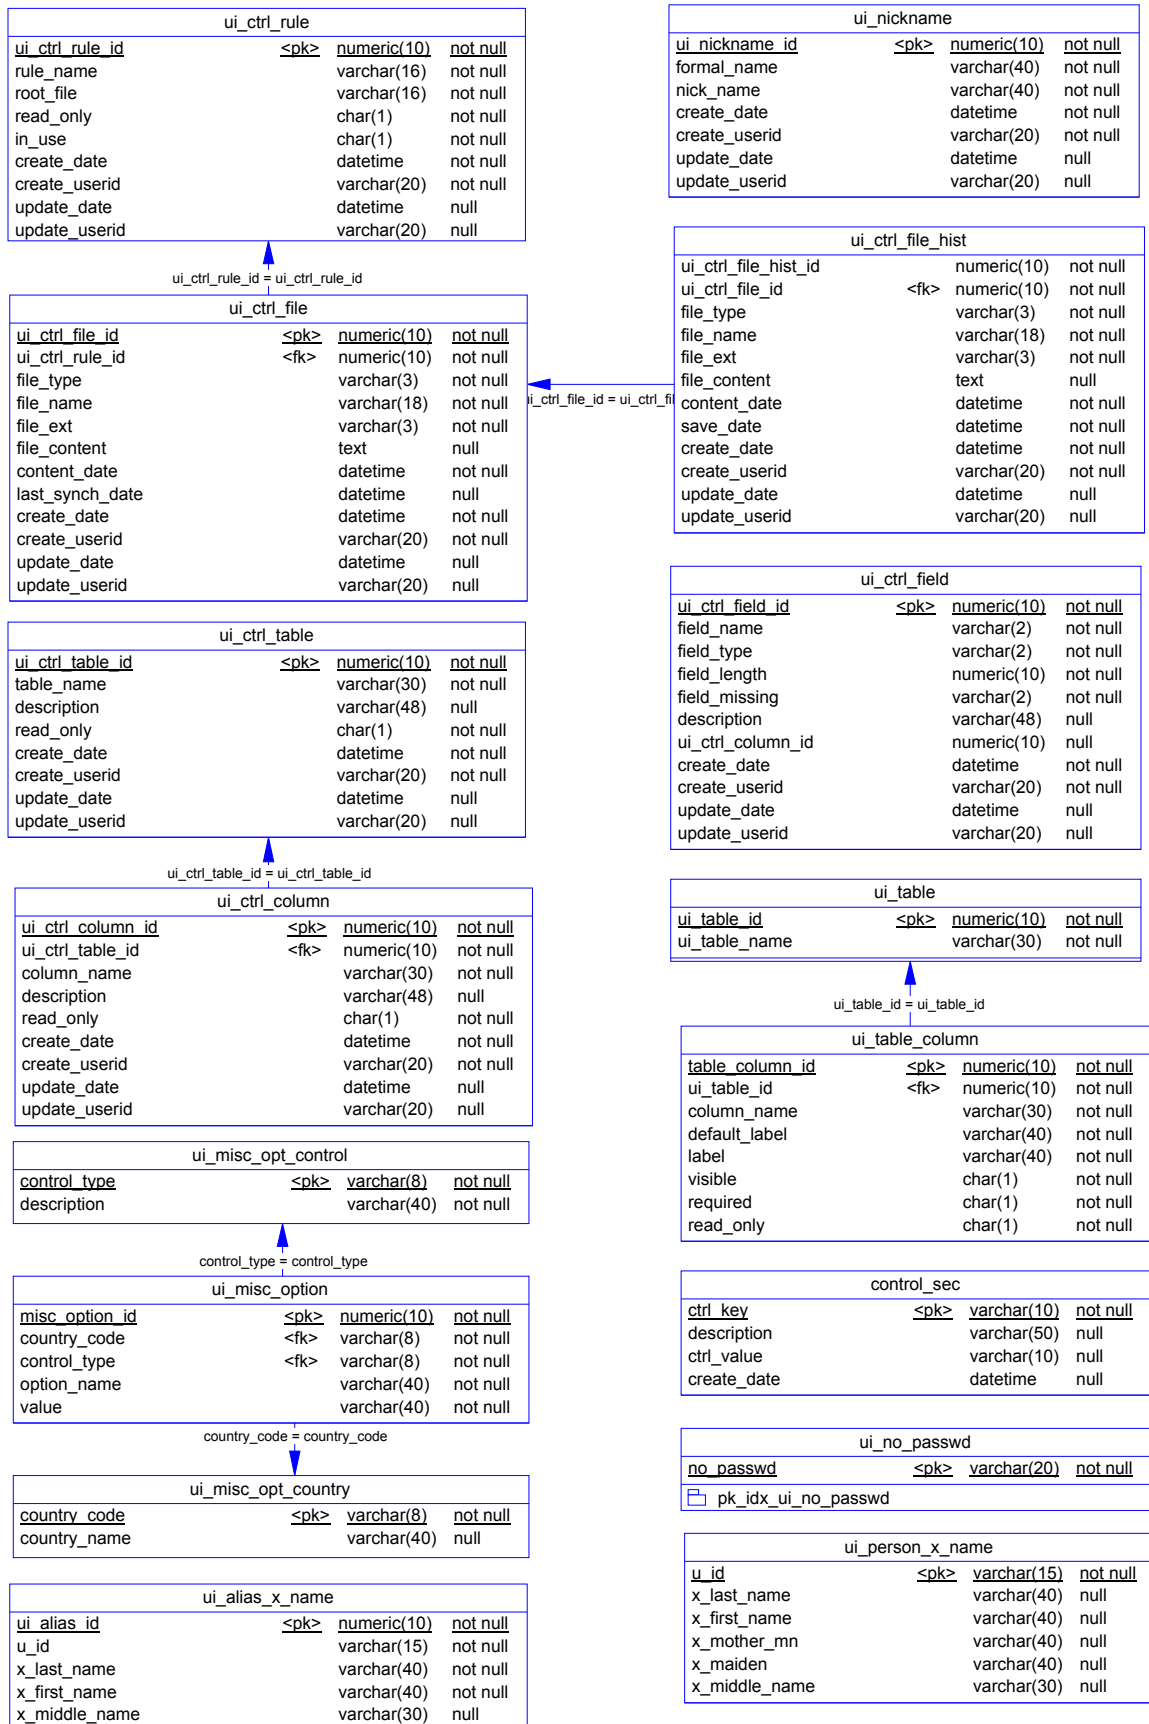 ui_ctrl_rule
ui_ctrl_rule_id <pk> numeric(10) not null
rule_name varchar(16) not null
root_file varchar(16) not null
read_only char(1) not null
in_use char(1) not null
create_date datetime not null
create_userid varchar(20) not null
update_date datetime null
update_userid varchar(20) null
ui_ctrl_rule_id = ui_ctrl_rule_id
ui_ctrl_file
ui_ctrl_file_id <pk> numeric(10) not null
ui_ctrl_rule_id <fk> numeric(10) not null
file_type varchar(3) not null
file_name varchar(18) not null
file_ext varchar(3) not null
file_content text null
content_date datetime not null
last_synch_date datetime null
create_date datetime not null
create_userid varchar(20) not null
update_date datetime null
update_userid varchar(20) null
ui_ctrl_table
ui_ctrl_table_id <pk> numeric(10) not null
table_name varchar(30) not null
description varchar(48) null
read_only char(1) not null
create_date datetime not null
create_userid varchar(20) not null
update_date datetime null
update_userid varchar(20) null
ui_ctrl_table_id = ui_ctrl_table_id
ui_ctrl_column
ui_ctrl_column_id <pk> numeric(10) not null
ui_ctrl_table_id <fk> numeric(10) not null
column_name varchar(30) not null
description varchar(48) null
read_only char(1) not null
create_date datetime not null
create_userid varchar(20) not null
update_date datetime null
update_userid varchar(20) null
ui_misc_opt_control
control_type <pk> varchar(8) not null
description varchar(40) not null
control_type = control_type
ui_misc_option
misc_option_id <pk> numeric(10) not null
country_code <fk> varchar(8) not null
control_type <fk> varchar(8) not null
option_name varchar(40) not null
value varchar(40) not null
country_code = country_code
ui_misc_opt_country
country_code <pk> varchar(8) not null
country_name varchar(40) null
ui_alias_x_name
ui_alias_id <pk> numeric(10) not null
u_id varchar(15) not null
x_last_name varchar(40) not null
x_first_name varchar(40) not null
x_middle_name varchar(30) null
ui_nickname
ui_nickname_id <pk> numeric(10) not null
formal_name varchar(40) not null
nick_name varchar(40) not null
create_date datetime not null
create_userid varchar(20) not null
update_date datetime null
update_userid varchar(20) null
ui_ctrl_file_hist
ui_ctrl_file_hist_id numeric(10) not null
ui_ctrl_file_id <fk> numeric(10) not null
file_type varchar(3) not null
file_name varchar(18) not null
file_ext varchar(3) not null
file_content text null
content_date datetime not null
save_date datetime not null
create_date datetime not null
create_userid varchar(20) not null
update_date datetime null
update_userid varchar(20) null
ui_ctrl_file_id = ui_ctrl_fil
ui_ctrl_field
ui_ctrl_field_id <pk> numeric(10) not null
field_name varchar(2) not null
field_type varchar(2) not null
field_length numeric(10) not null
field_missing varchar(2) not null
description varchar(48) null
ui_ctrl_column_id numeric(10) null
create_date datetime not null
create_userid varchar(20) not null
update_date datetime null
update_userid varchar(20) null
ui_table
ui_table_id <pk> numeric(10) not null
ui_table_name varchar(30) not null
ui_table_id = ui_table_id
ui_table_column
table_column_id <pk> numeric(10) not null
ui_table_id <fk> numeric(10) not null
column_name varchar(30) not null
default_label varchar(40) not null
label varchar(40) not null
visible char(1) not null
required char(1) not null
read_only char(1) not null
control_sec
ctrl_key <pk> varchar(10) not null
description varchar(50) null
ctrl_value varchar(10) null
create_date datetime null
ui_no_passwd
no_passwd <pk> varchar(20) not null
pk_idx_ui_no_passwd
ui_person_x_name
u_id <pk> varchar(15) not null
x_last_name varchar(40) null
x_first_name varchar(40) null
x_mother_mn varchar(40) null
x_maiden varchar(40) null
x_middle_name varchar(30) null